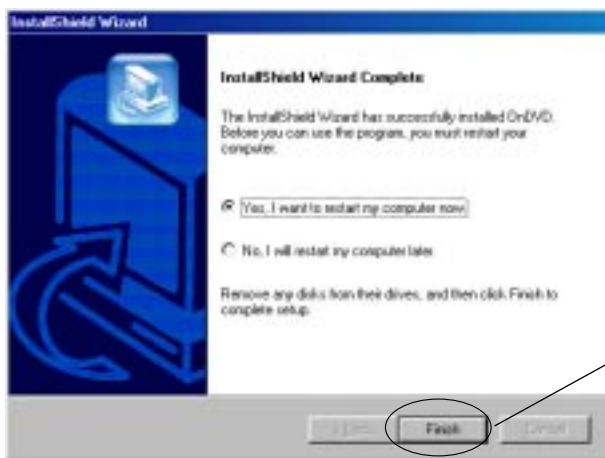 InstallShield Wizard
InstallShield Wizard Complete
The InstallShield Wizard has successfully installed OnDVD.
Before you can use the program, you must restart your
computer.
Yes, I want to restart my computer now.
No, I will restart my computer later.
Remove any disks from their drives, and then click Finish to
complete setup.
Finish
Cancel